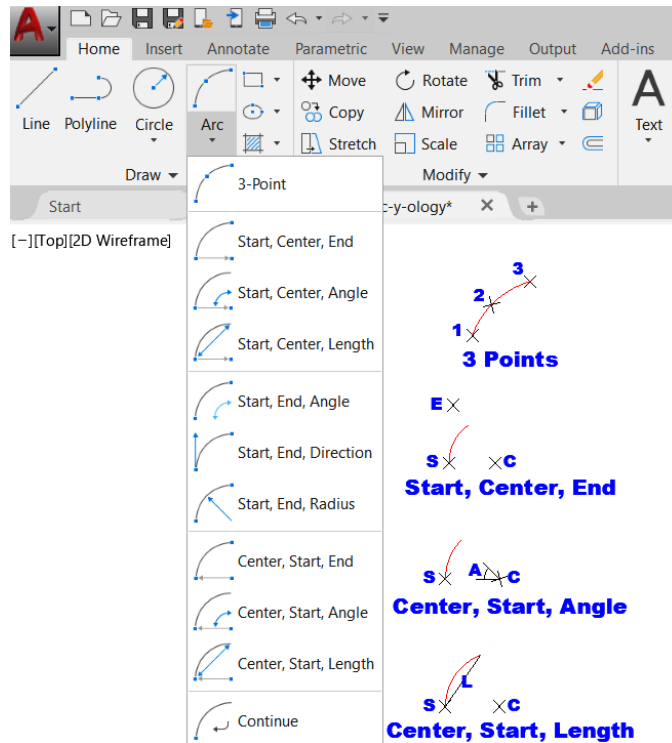 A
Home Insert Annotate Parametric View Manage Output Add-ins
Line Polyline Circle Arc
Move Rotate Trim
Copy Mirror Fillet
Stretch Scale Array
A
Text
Draw Modify
Start c-y-ology*
[−][Top][2D Wireframe]
3-Point
Start, Center, End
Start, Center, Angle
Start, Center, Length
Start, End, Angle
Start, End, Direction
Start, End, Radius
Center, Start, End
Center, Start, Angle
Center, Start, Length
Continue
3
2
1
3 Points
E
S C
Start, Center, End
S A C
Center, Start, Angle
L
S C
Center, Start, Length